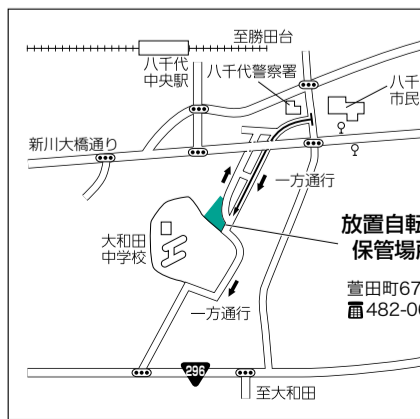 至勝田台
八千代
中央駅
八千代警察署
八千
市民
新川大橋通り
一方通行
放置自転
保管場所
大和田
中学校
萱田町67
482-0
一方通行
296
至大和田